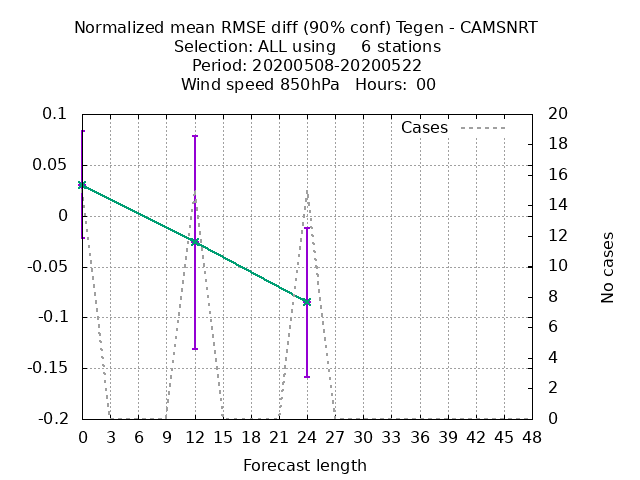 Normalized mean RMSE diff (90% conf) Tegen - CAMSNRT
Selection: ALL using     6 stations
Period: 20200508-20200522
Wind speed 850hPa   Hours:  00
Cases
0.1
0.05
0
-0.05
-0.1
-0.15
-0.2
20
18
16
14
12
10
8
6
4
2
0
No cases
0 3 6 9 12 15 18 21 24 27 30 33 36 39 42 45 48
Forecast length